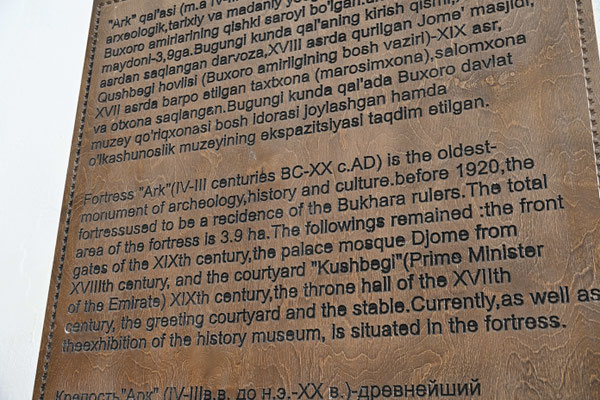 "Ark" qal'asi (m.a IV-III
arxeologik,tarixiy va madaniy
Buxoro amirlarining qishki saroyi bo'lgan.
maydoni-3,9ga.Bugungi kunda qal'aning kirish qismi,
asrdan saqlangan darvoza,XVIII asrda qurilgan Jome' masjidi,
Qushbegi hovlisi (Buxoro amirligining bosh vaziri)-XIX asr,
XVII asrda barpo etilgan taxtxona (marosimxona).salomxona
va otxona saqlangan.Bugungi kunda qal'ada Buxoro davlat
muzey qo'riqxonasi bosh idorasi joylashgan hamda
o'lkashunoslik muzeyining ekspazitsiyasi taqdim etilgan.
Fortress "Ark"(IV-III centuries BC-XX c.AD) is the oldest-
monument of archeology,history and culture.before 1920,the
fortressused to be a recidence of the Bukhara rulers.The total
area of the fortress is 3.9 ha.The followings remained :the front
gates of the XIXth century,the palace mosque Djome from
XVIIIth century, and the courtyard "Kushbegi"(Prime Minister
of the Emirate) XIXth century,the throne hall of the XVIIth
century, the greeting courtyard and the stable.Currently,as well as
theexhibition of the history museum, is situated in the fortress.
Крепость"Арк" (IV-IIIв.в. до н.э.-XX в.)-древнейший